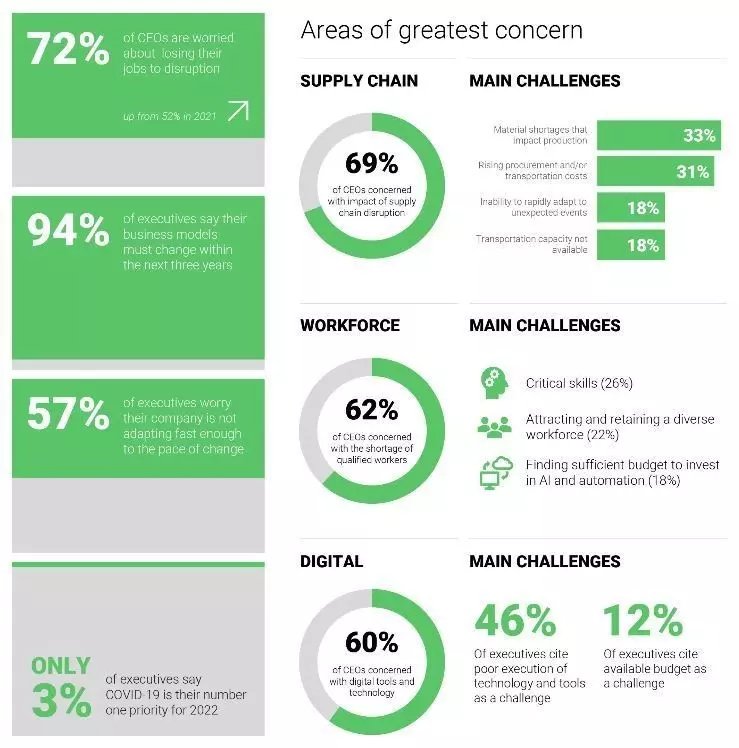 72%
of CEOs are worried
about losing their
jobs to disruption
up from 52% in 2021
94%
of executives say their
business models
must change within
the next three years
57%
of executives worry
their company is not
adapting fast enough
to the pace of change
ONLY
3%
of executives say
COVID-19 is their number
one priority for 2022
Areas of greatest concern
SUPPLY CHAIN
69%
of CEOs concerned
with impact of supply
chain disruption
MAIN CHALLENGES
Material shortages that
impact production
33%
Rising procurement and/or
transportation costs
31%
Inability to rapidly adapt to
unexpected events
18%
Transportation capacity not
available
18%
WORKFORCE
62%
of CEOs concerned
with the shortage of
qualified workers
MAIN CHALLENGES
Critical skills (26%)
Attracting and retaining a diverse
workforce (22%)
Finding sufficient budget to invest
in AI and automation (18%)
DIGITAL
60%
of CEOs concerned
with digital tools and
technology
MAIN CHALLENGES
46%
Of executives cite
poor execution of
technology and tools
as a challenge
12%
Of executives cite
available budget as
a challenge